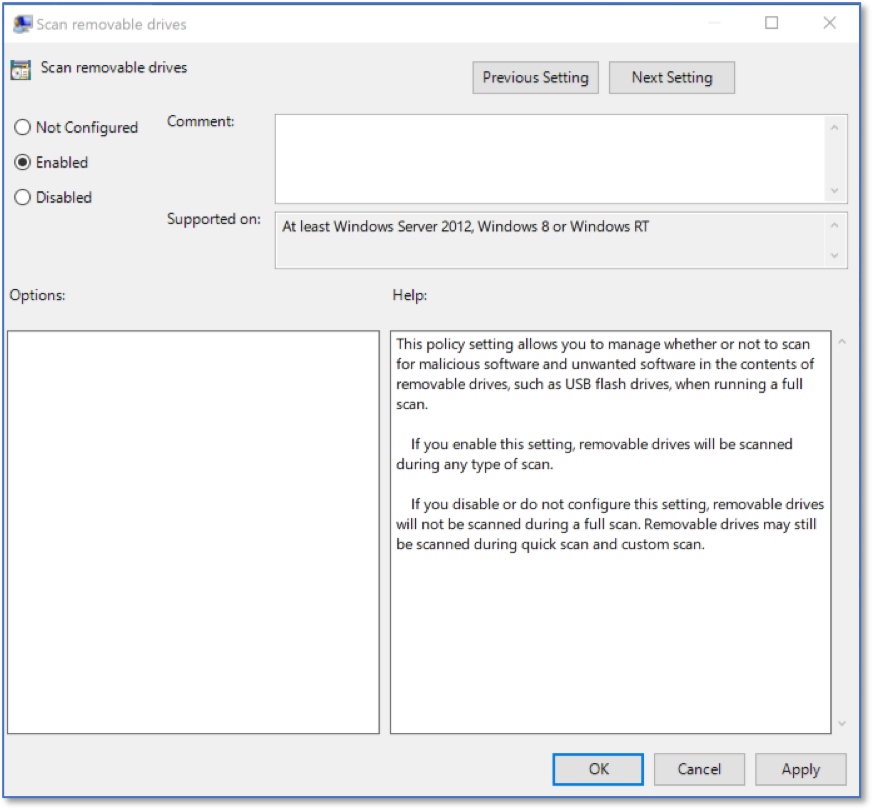 Scan removable drives
Scan removable drives
Previous Setting
Next Setting
Not Configured
Comment:
Enabled
Disabled
Supported on:
At least Windows Server 2012, Windows 8 or Windows RT
Options:
Help:
This policy setting allows you to manage whether or not to scan
for malicious software and unwanted software in the contents of
removable drives, such as USB flash drives, when running a full
scan.
If you enable this setting, removable drives will be scanned
during any type of scan.
If you disable or do not configure this setting, removable drives
will not be scanned during a full scan. Removable drives may still
be scanned during quick scan and custom scan.
OK
Cancel
Apply